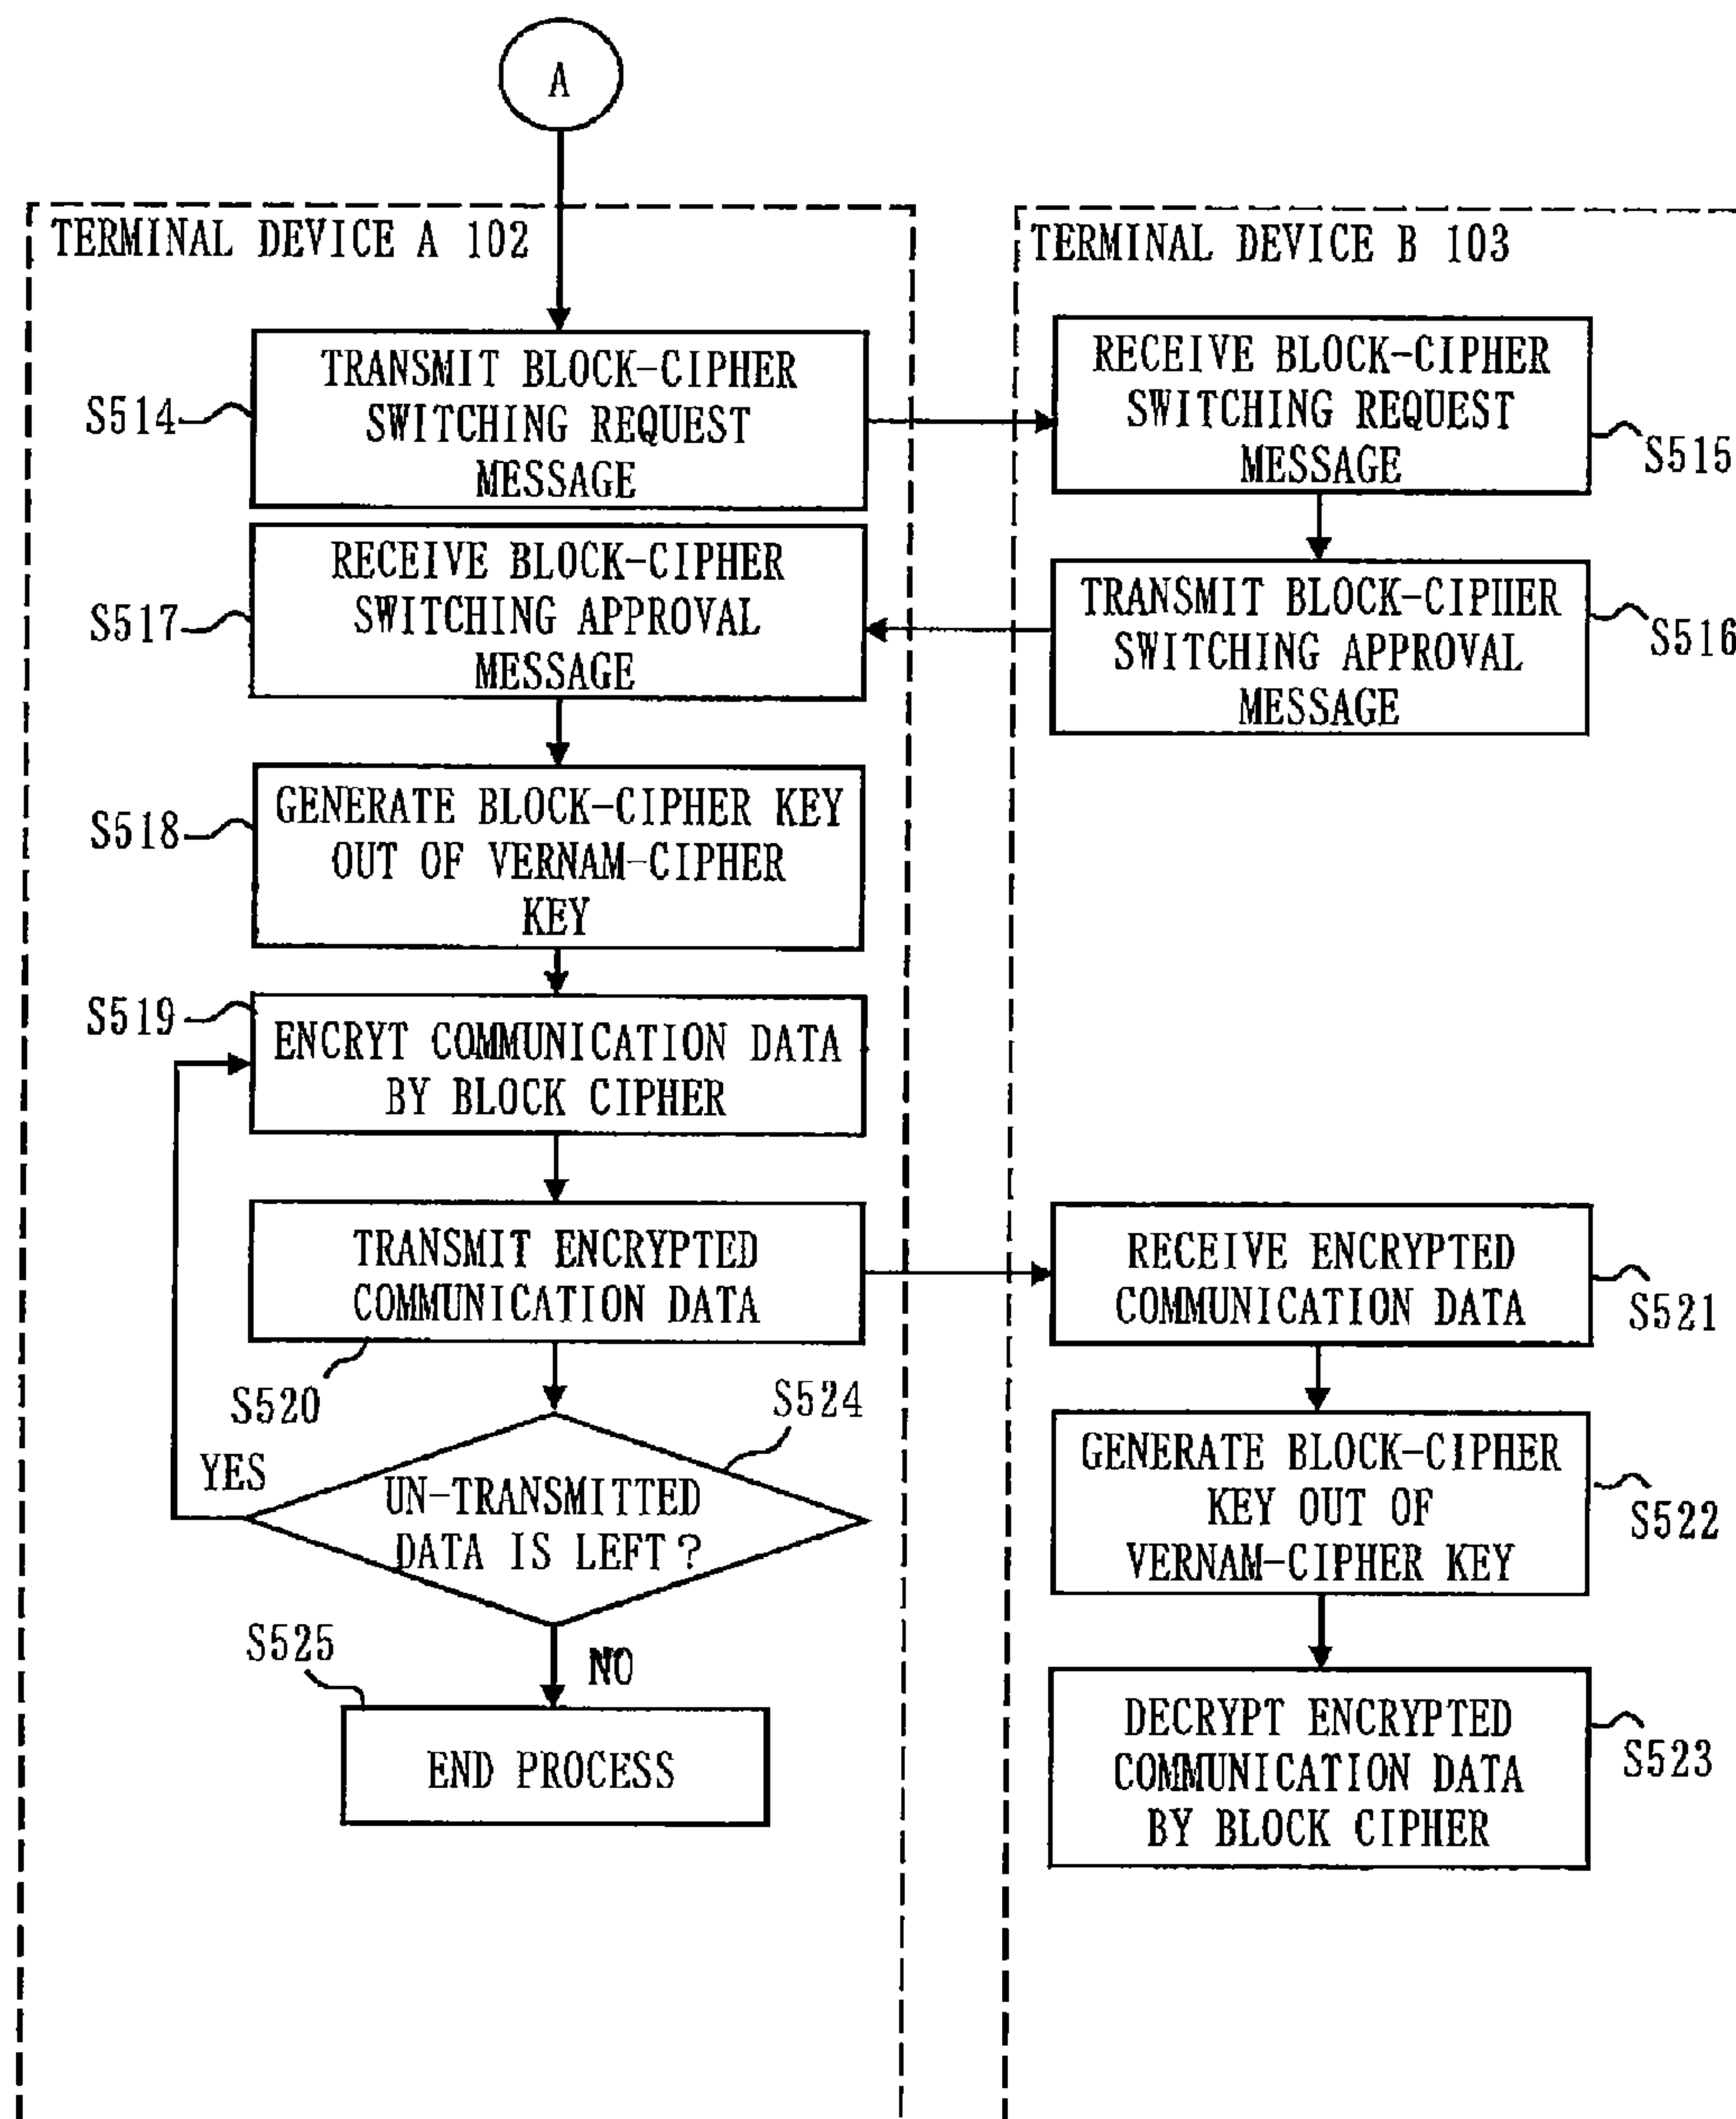 A
TERMINAL DEVICE A 102
TERMINAL DEVICE B 103
S514
TRANSMIT BLOCK-CIPHER
SWITCHING REQUEST
MESSAGE
RECEIVE BLOCK-CIPHER
SWITCHING REQUEST
MESSAGE
S515
S517
RECEIVE BLOCK-CIPHER
SWITCHING APPROVAL
MESSAGE
TRANSMIT BLOCK-CIPHER
SWITCHING APPROVAL
MESSAGE
S516
S518
GENERATE BLOCK-CIPHER KEY
OUT OF VERNAM-CIPHER
KEY
S519
ENCRYT COMMUNICATION DATA
BY BLOCK CIPHER
TRANSMIT ENCRYPTED
COMMUNICATION DATA
S520
RECEIVE ENCRYPTED
COMMUNICATION DATA
S521
S524
YES
UN-TRANSMITTED
DATA IS LEFT?
GENERATE BLOCK-CIPHER
KEY OUT OF
VERNAM-CIPHER KEY
S522
S525
NO
END PROCESS
DECRYPT ENCRYPTED
COMMUNICATION DATA
BY BLOCK CIPHER
S523